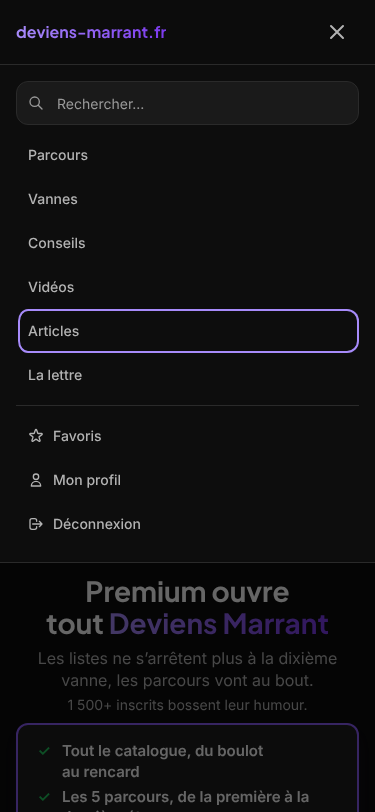 deviens-marrant.fr
Rechercher...
Parcours
Vannes
Conseils
Vidéos
Articles
La lettre
Favoris
Mon profil
Déconnexion
Premium ouvre
tout Deviens Marrant
Les listes ne s'arrêtent plus à la dixième
vanne, les parcours vont au bout.
1 500+ inscrits bossent leur humour.
Tout le catalogue, du boulot
au rencard
Les 5 parcours, de la première à la